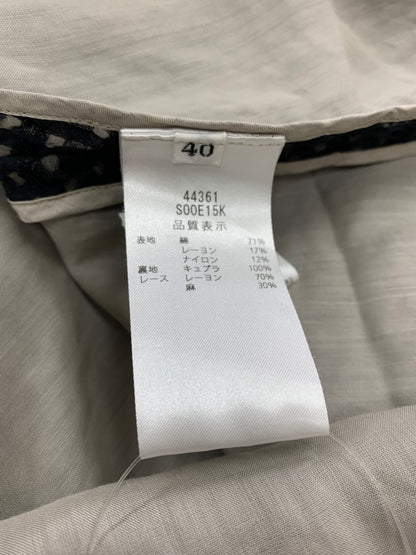 40
44361
S00E15K
品質表示
表地 綿 71%
レーヨン 17%
ナイロン 12%
裏地 キュプラ 100%
レース レーヨン 70%
麻 30%